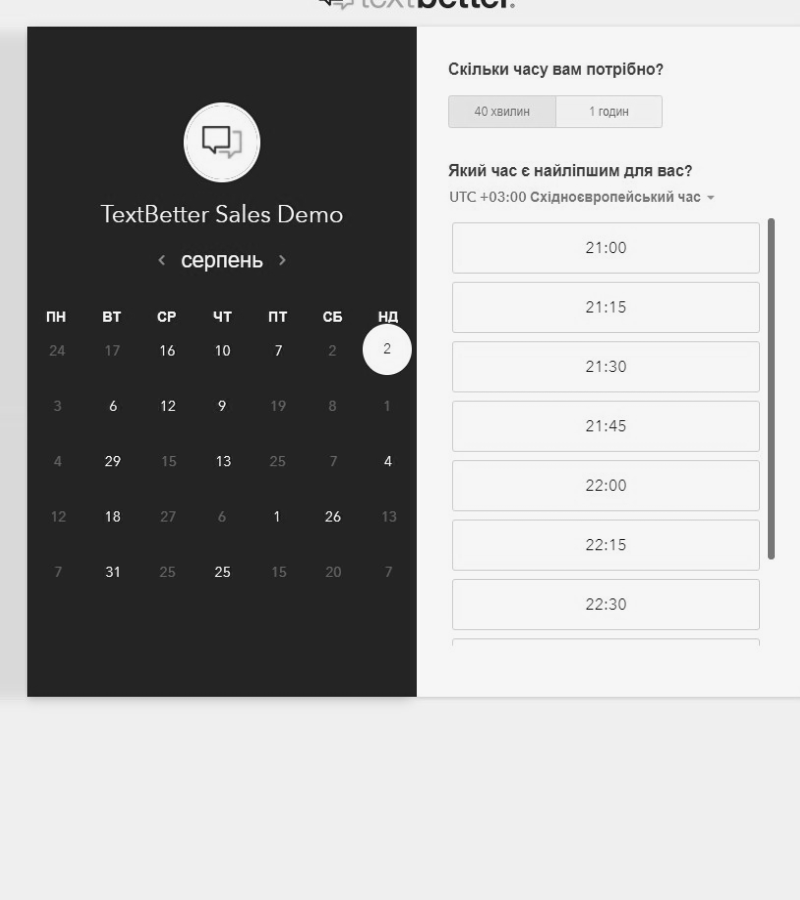 textbetter.
Скільки часу вам потрібно?
40 хвилин 1 годин
TextBetter Sales Demo
< серпень >
ПН ВТ СР ЧТ ПТ СБ НД
24 17 16 10 7 2 2
3 6 12 9 19 8 1
4 29 15 13 25 7 4
12 18 27 6 1 26 13
7 31 25 25 15 20 7
Який час є найліпшим для вас?
UTC +03:00 Східноєвропейський час
21:00
21:15
21:30
21:45
22:00
22:15
22:30